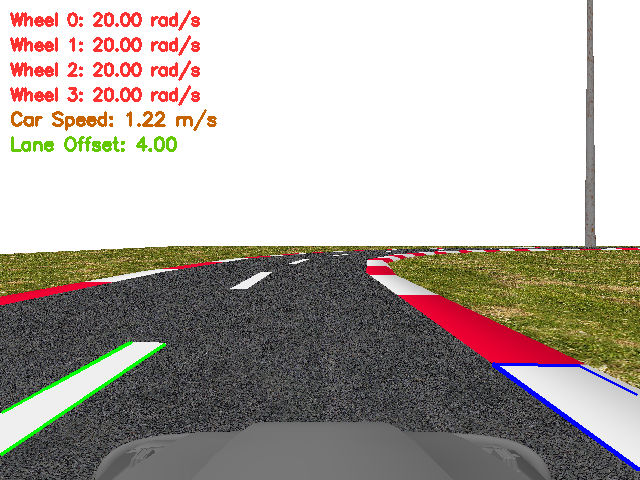 Wheel 0: 20.00 rad/s
Wheel 1: 20.00 rad/s
Wheel 2: 20.00 rad/s
Wheel 3: 20.00 rad/s
Car Speed: 1.22 m/s
Lane Offset: 4.00